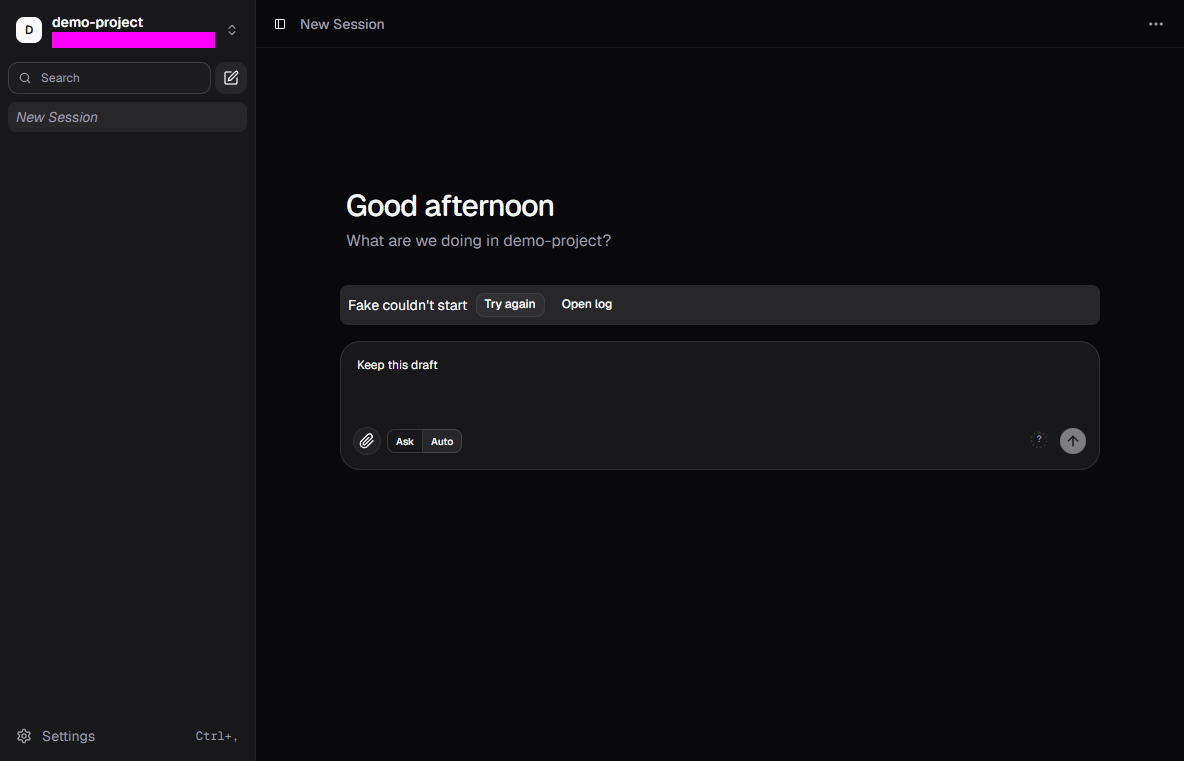 D
demo-project
Search
New Session
Settings
Ctrl+,
New Session
Good afternoon
What are we doing in demo-project?
Fake couldn't start
Try again
Open log
Keep this draft
Ask
Auto
?